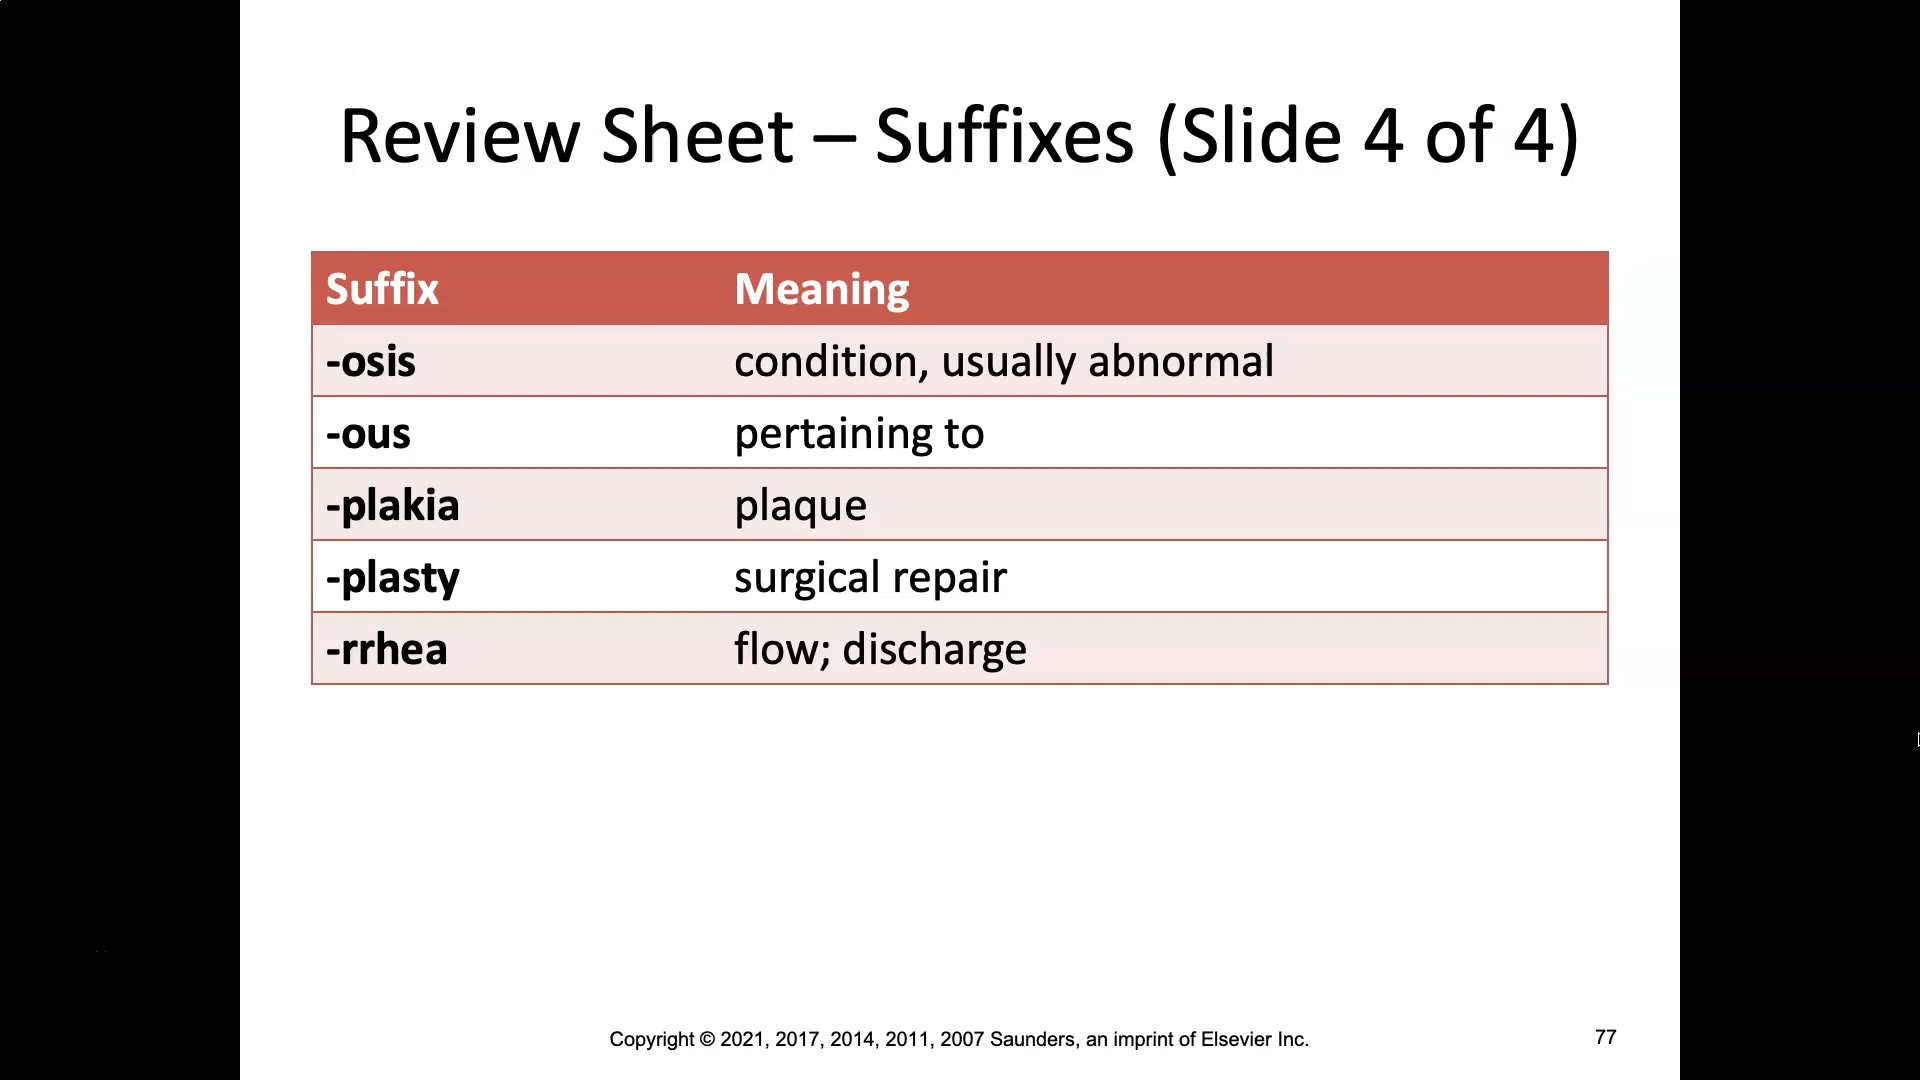 Review Sheet – Suffixes (Slide 4 of 4)
Suffix Meaning
-osis condition, usually abnormal
-ous pertaining to
-plakia plaque
-plasty surgical repair
-rrhea flow; discharge
Copyright © 2021, 2017, 2014, 2011, 2007 Saunders, an imprint of Elsevier Inc. 77